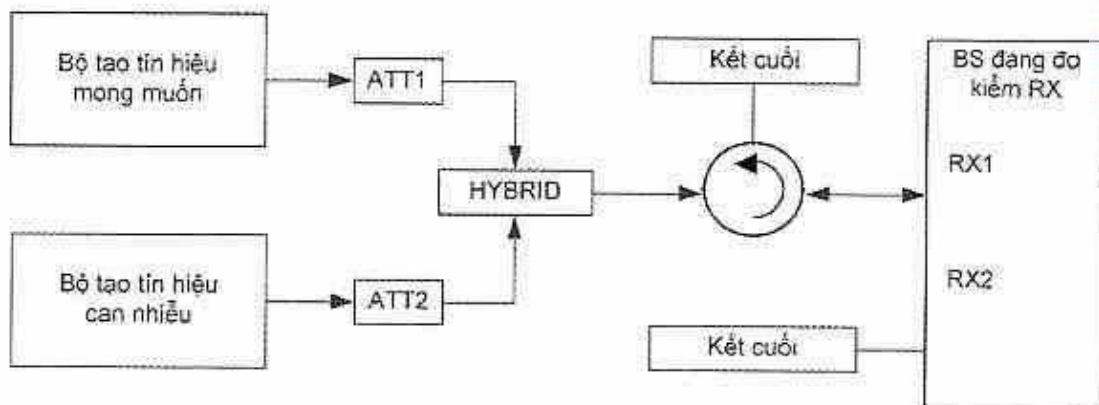 Bộ tạo tín hiệu
mong muốn
ATT1
HYBRID
Bộ tạo tín hiệu
can nhiễu
ATT2
Kết cuối
BS đang đo
kiểm RX
RX1
RX2
Kết cuối